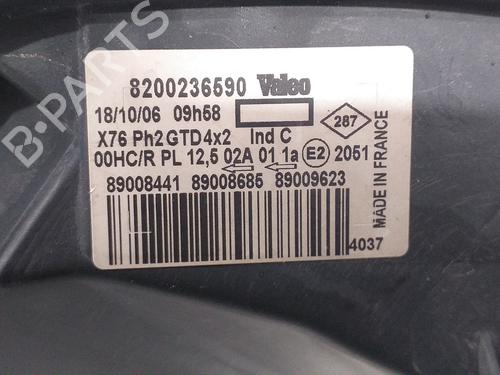 8200236590 Valeo
18/10/06 09h58
287
X76 Ph2 GTD 4x2 Ind C
00HC/R PL 12,5 02A 01 1a E2 2051
89008441 89008685 89009623
4037
MADE IN FRANCE
B-PARTS